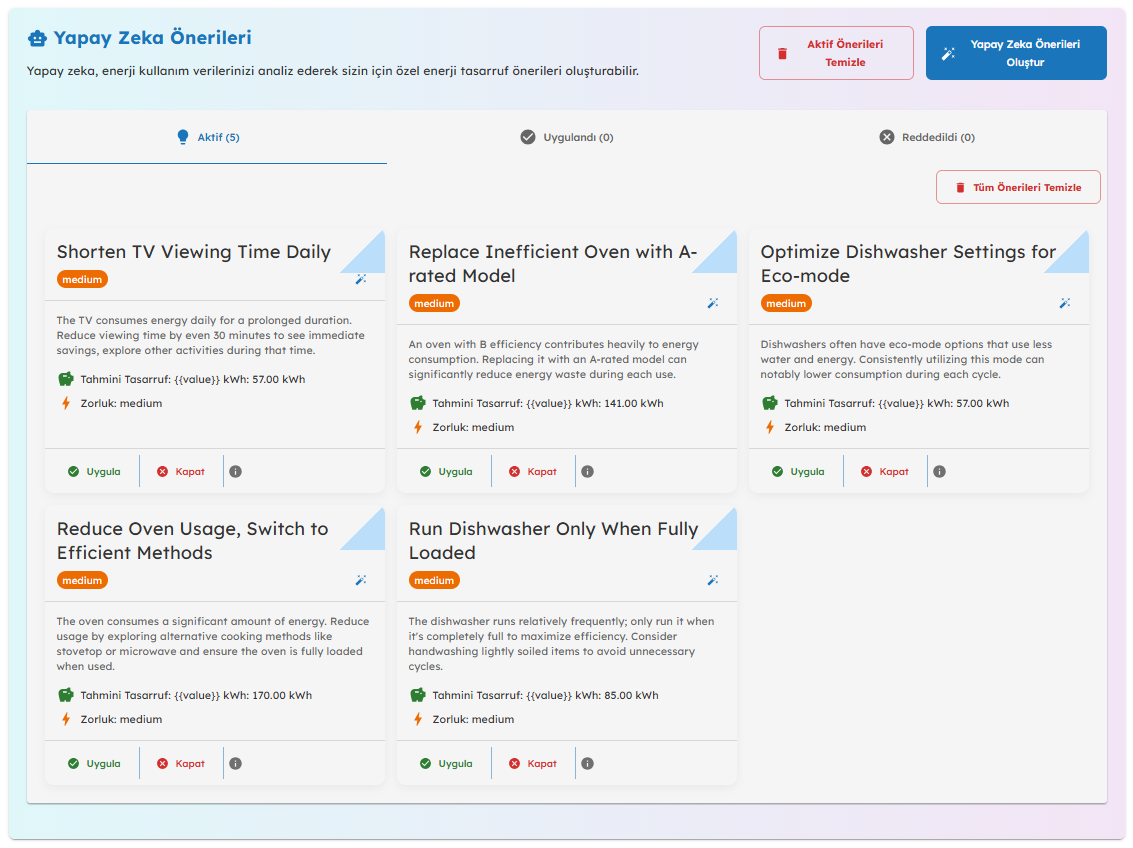 Yapay Zeka Önerileri
Yapay zeka, enerji kullanım verilerinizi analiz ederek sizin için özel enerji tasarruf önerileri oluşturabilir.
Aktif Önerileri
Temizle
Yapay Zeka Önerileri
Oluştur
Aktif (5)
Uygulandı (0)
Reddedildi (0)
Tüm Önerileri Temizle
Shorten TV Viewing Time Daily
medium
The TV consumes energy daily for a prolonged duration.
Reduce viewing time by even 30 minutes to see immediate
savings, explore other activities during that time.
Tahmini Tasarruf: {{value}} kWh: 57.00 kWh
Zorluk: medium
Uygula
Kapat
Replace Inefficient Oven with A-
rated Model
medium
An oven with B efficiency contributes heavily to energy
consumption. Replacing it with an A-rated model can
significantly reduce energy waste during each use.
Tahmini Tasarruf: {{value}} kWh: 141.00 kWh
Zorluk: medium
Uygula
Kapat
Optimize Dishwasher Settings for
Eco-mode
medium
Dishwashers often have eco-mode options that use less
water and energy. Consistently utilizing this mode can
notably lower consumption during each cycle.
Tahmini Tasarruf: {{value}} kWh: 57.00 kWh
Zorluk: medium
Uygula
Kapat
Reduce Oven Usage, Switch to
Efficient Methods
medium
The oven consumes a significant amount of energy. Reduce
usage by exploring alternative cooking methods like
stovetop or microwave and ensure the oven is fully loaded
when used.
Tahmini Tasarruf: {{value}} kWh: 170.00 kWh
Zorluk: medium
Uygula
Kapat
Run Dishwasher Only When Fully
Loaded
medium
The dishwasher runs relatively frequently; only run it when
it's completely full to maximize efficiency. Consider
handwashing lightly soiled items to avoid unnecessary
cycles.
Tahmini Tasarruf: {{value}} kWh: 85.00 kWh
Zorluk: medium
Uygula
Kapat